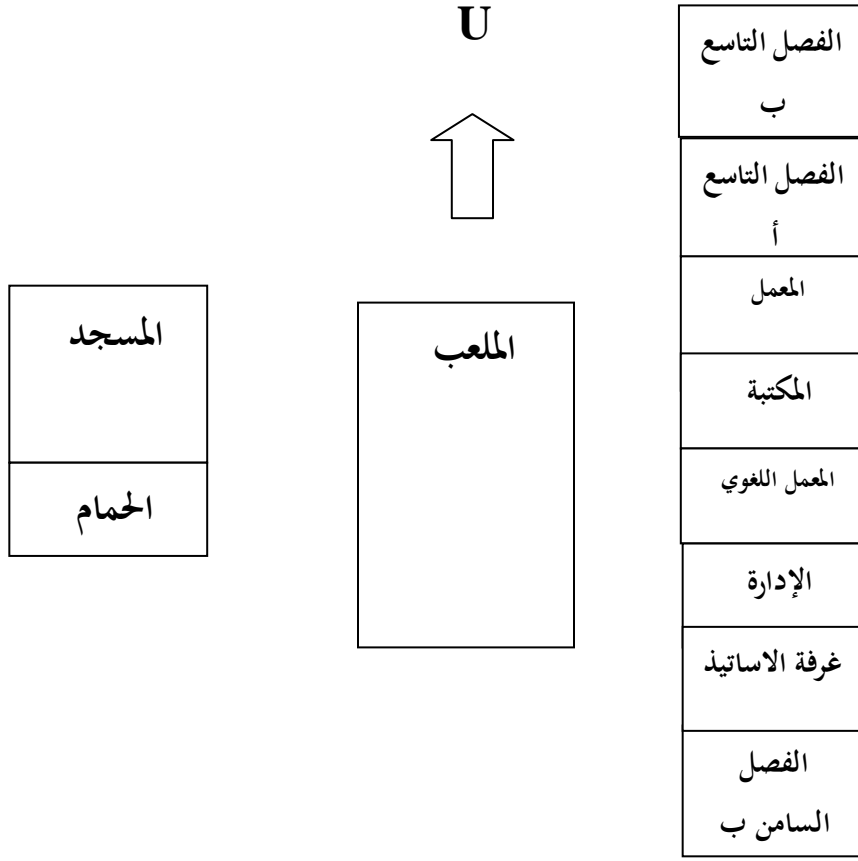 U
الفصل التاسع
ب
الفصل التاسع
أ
المعمل
المكتبة
المعمل اللغوي
الإدارة
غرفة الاساتيذ
الفصل
السامن ب
الملعب
المسجد
الحمام